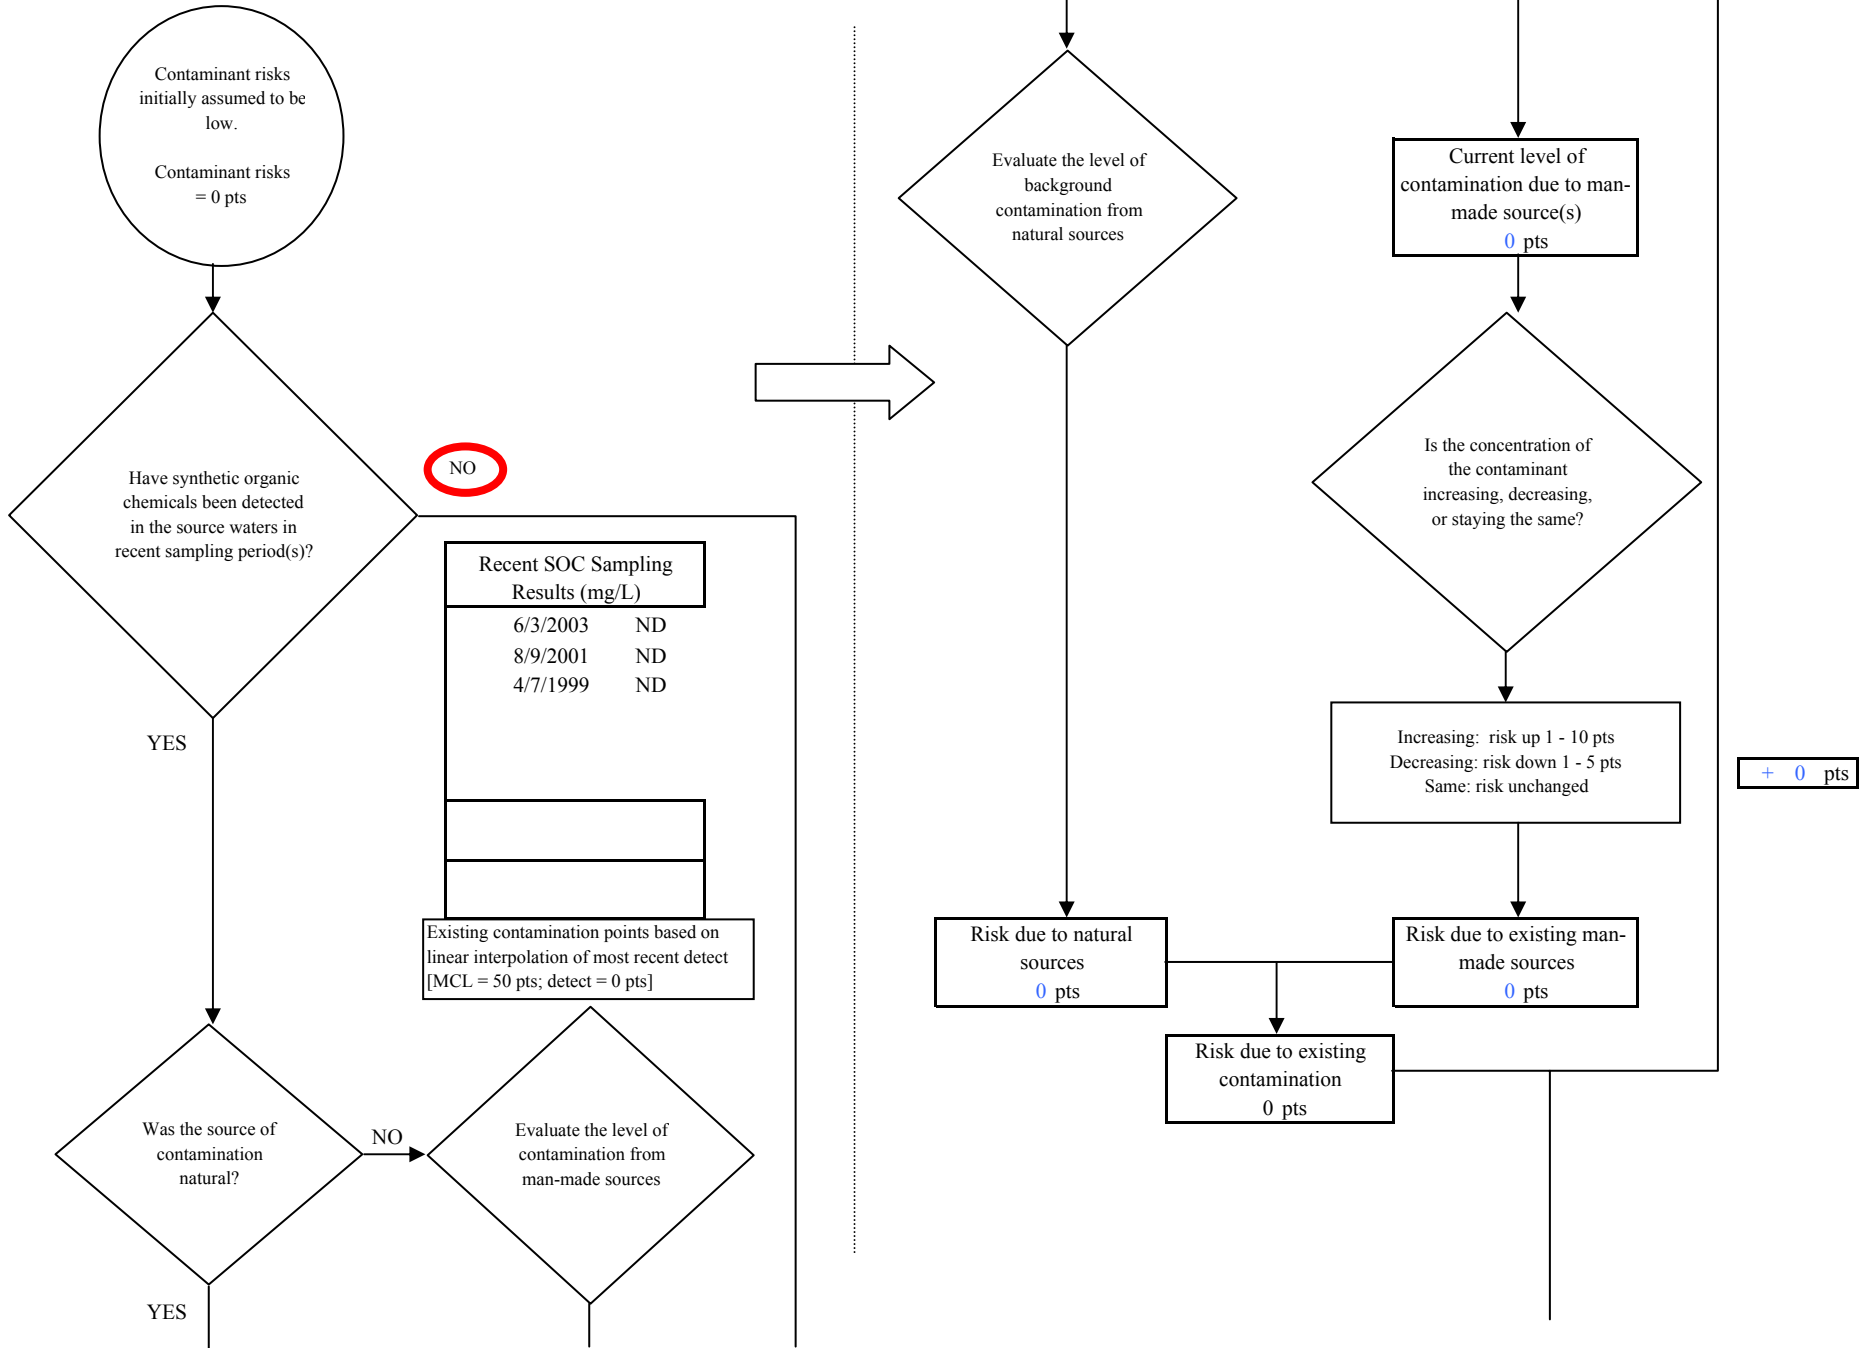 Contaminant risks
initially assumed to be
low.
Contaminant risks
= 0 pts
Have synthetic organic
chemicals been detected
in the source waters in
recent sampling period(s)?
NO
Recent SOC Sampling
Results (mg/L)
6/3/2003 ND
8/9/2001 ND
4/7/1999 ND
YES
Existing contamination points based on
linear interpolation of most recent detect
[MCL = 50 pts; detect = 0 pts]
Was the source of
contamination
natural?
NO
Evaluate the level of
contamination from
man-made sources
YES
Evaluate the level of
background
contamination from
natural sources
Current level of
contamination due to man-
made source(s)
0 pts
Is the concentration of
the contaminant
increasing, decreasing,
or staying the same?
Increasing: risk up 1 - 10 pts
Decreasing: risk down 1 - 5 pts
Same: risk unchanged
+ 0 pts
Risk due to natural
sources
0 pts
Risk due to existing man-
made sources
0 pts
Risk due to existing
contamination
0 pts